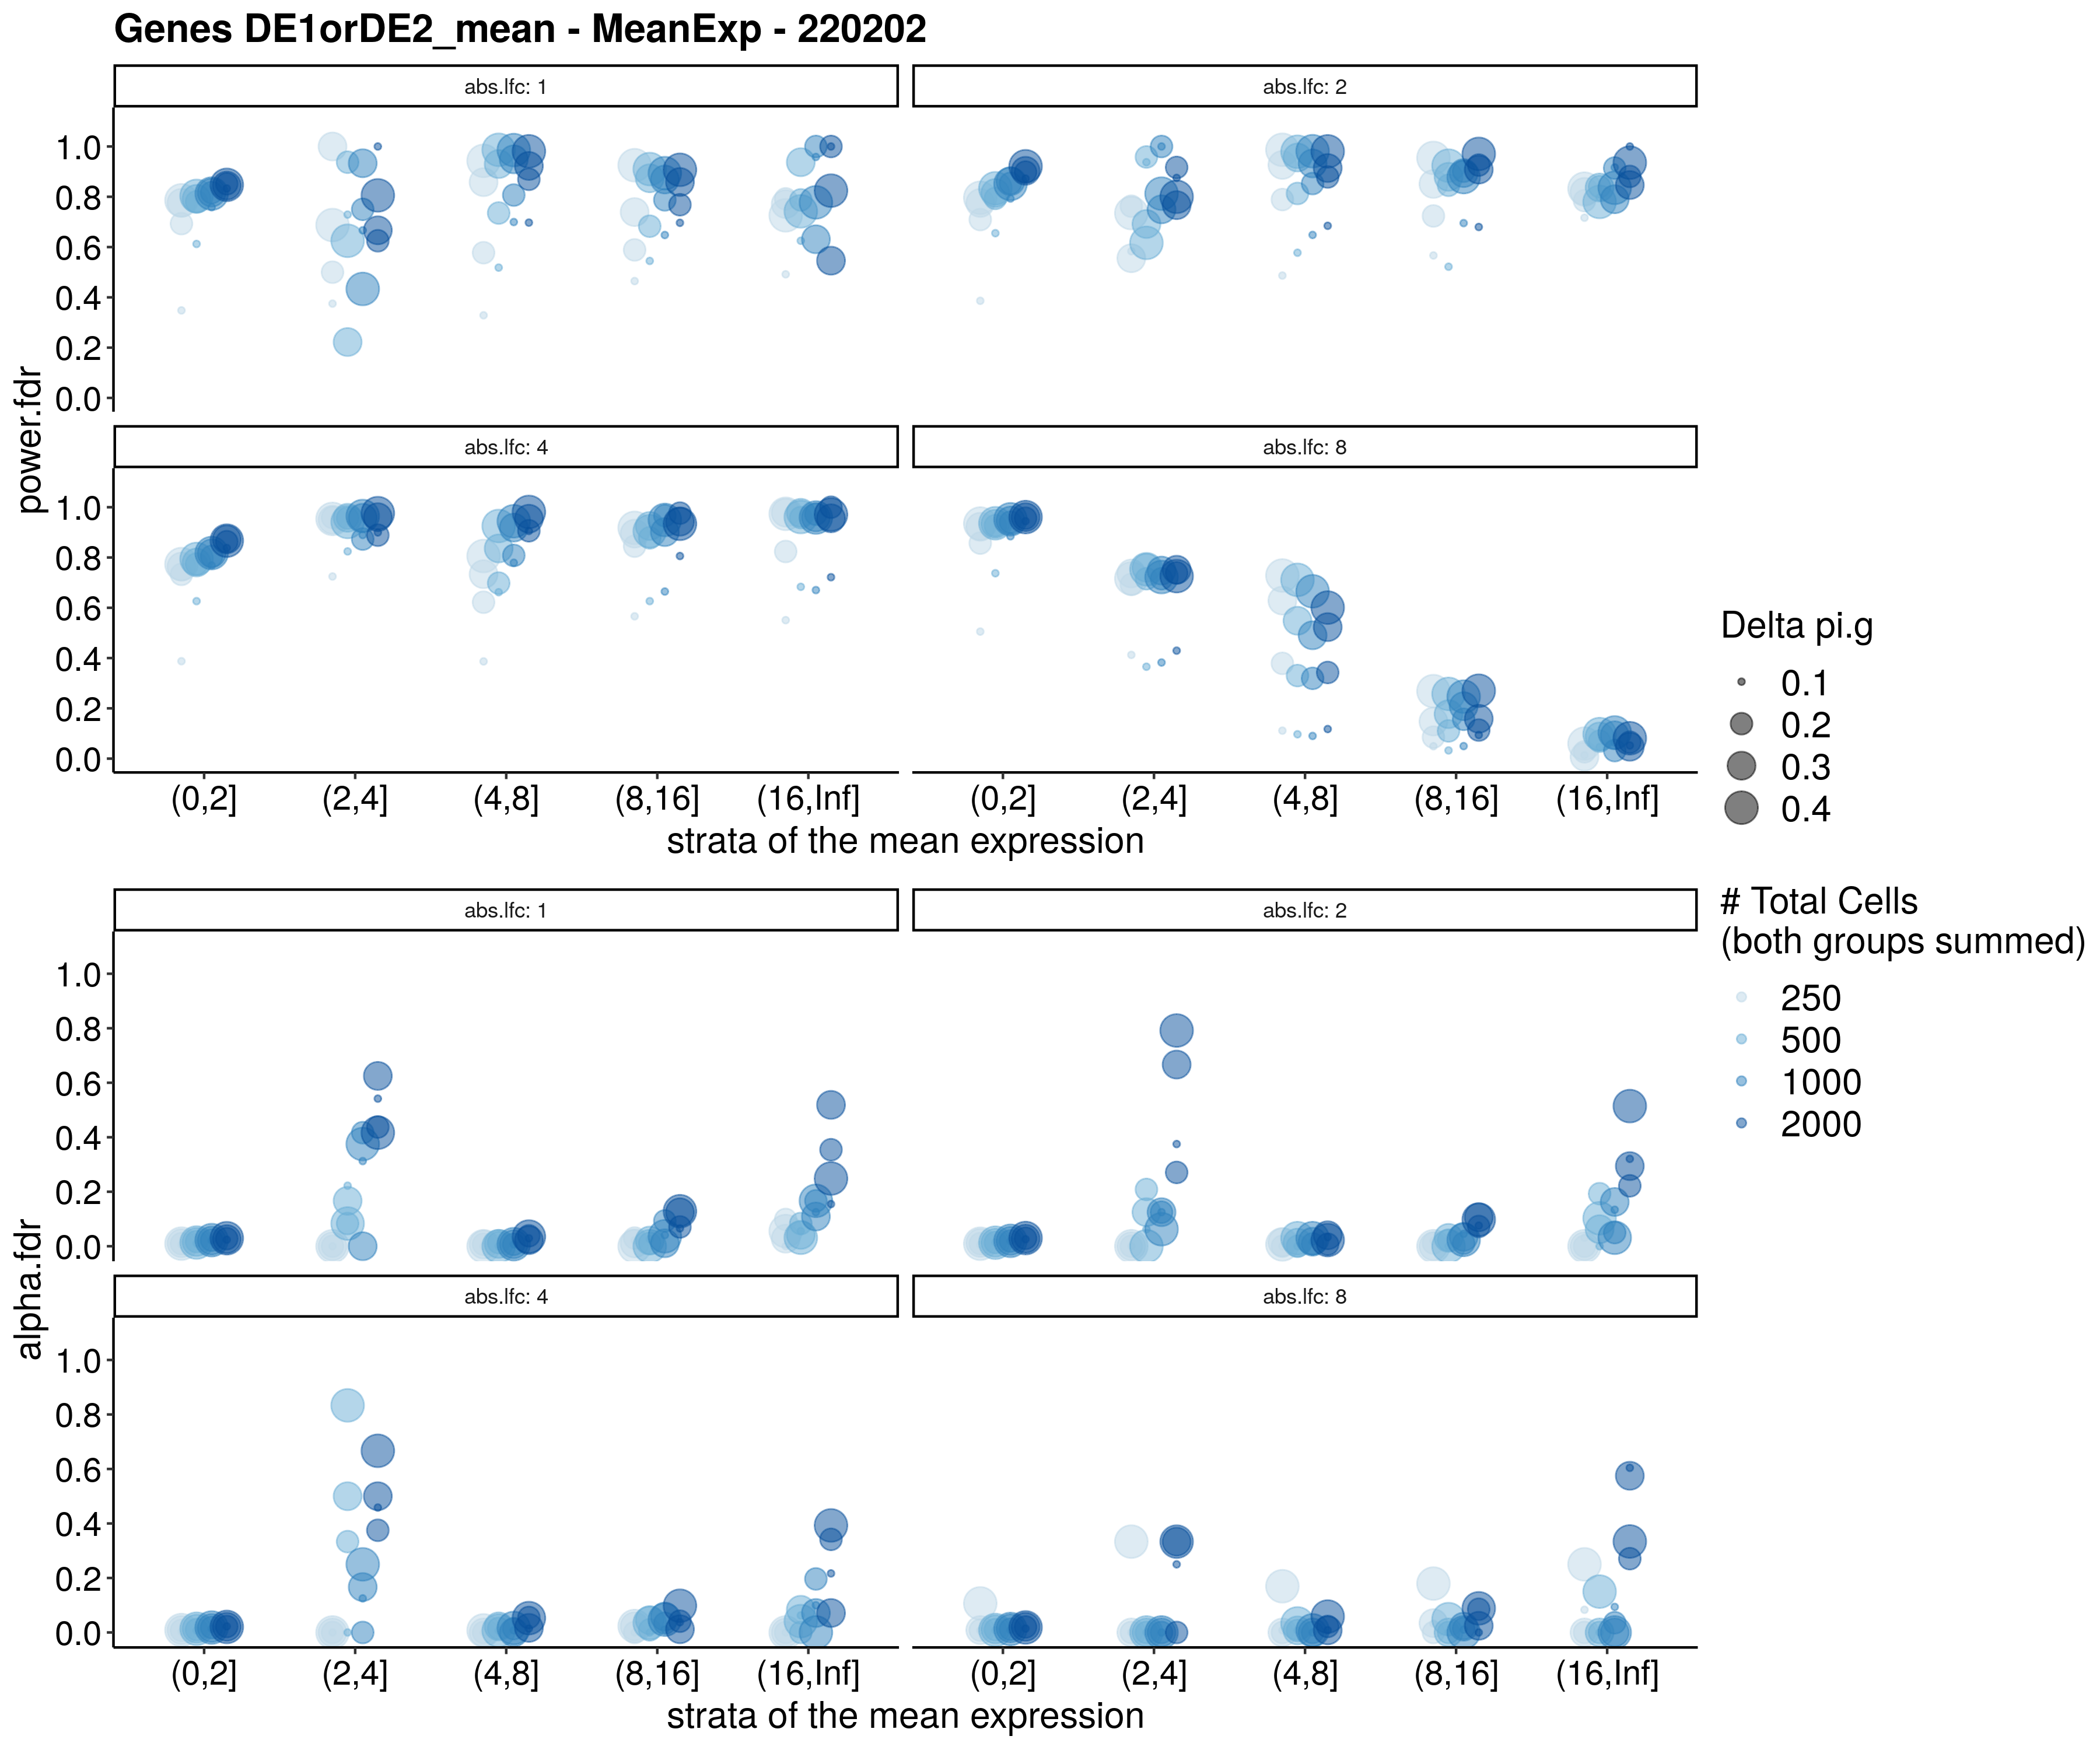 Genes DE1orDE2_mean - MeanExp - 220202
abs.lfc: 1
abs.lfc: 2
1.0
0.8
0.6
0.4
0.2
0.0
power.fdr
abs.lfc: 4
abs.lfc: 8
1.0
0.8
0.6
0.4
0.2
0.0
(0,2]
(2,4]
(4,8]
(8,16]
(16,Inf]
(0,2]
(2,4]
(4,8]
(8,16]
(16,Inf]
strata of the mean expression
Delta pi.g
0.1
0.2
0.3
0.4
# Total Cells
(both groups summed)
250
500
1000
2000
abs.lfc: 1
abs.lfc: 2
1.0
0.8
0.6
0.4
0.2
0.0
alpha.fdr
abs.lfc: 4
abs.lfc: 8
1.0
0.8
0.6
0.4
0.2
0.0
(0,2]
(2,4]
(4,8]
(8,16]
(16,Inf]
(0,2]
(2,4]
(4,8]
(8,16]
(16,Inf]
strata of the mean expression